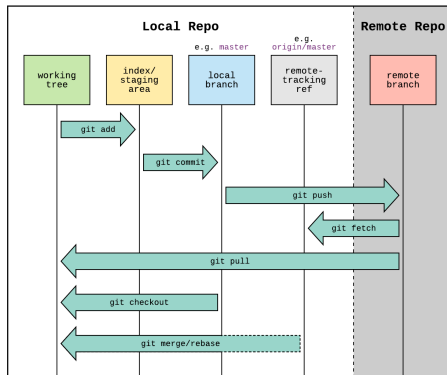 Local Repo
Remote Repo
e.g. master
e.g.
origin/master
working
tree
index/
staging
area
local
branch
remote-
tracking
ref
remote
branch
git add
git commit
git push
git fetch
git pull
git checkout
git merge/rebase